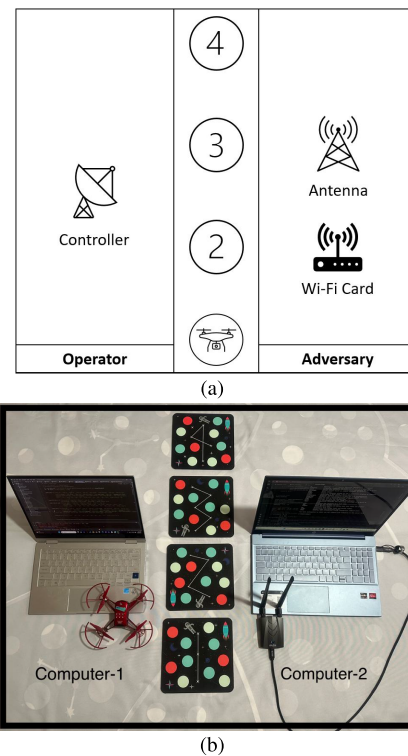 4
3
Antenna
Controller
2
Wi-Fi Card
Operator
Adversary
(a)
Computer-1
Computer-2
(b)